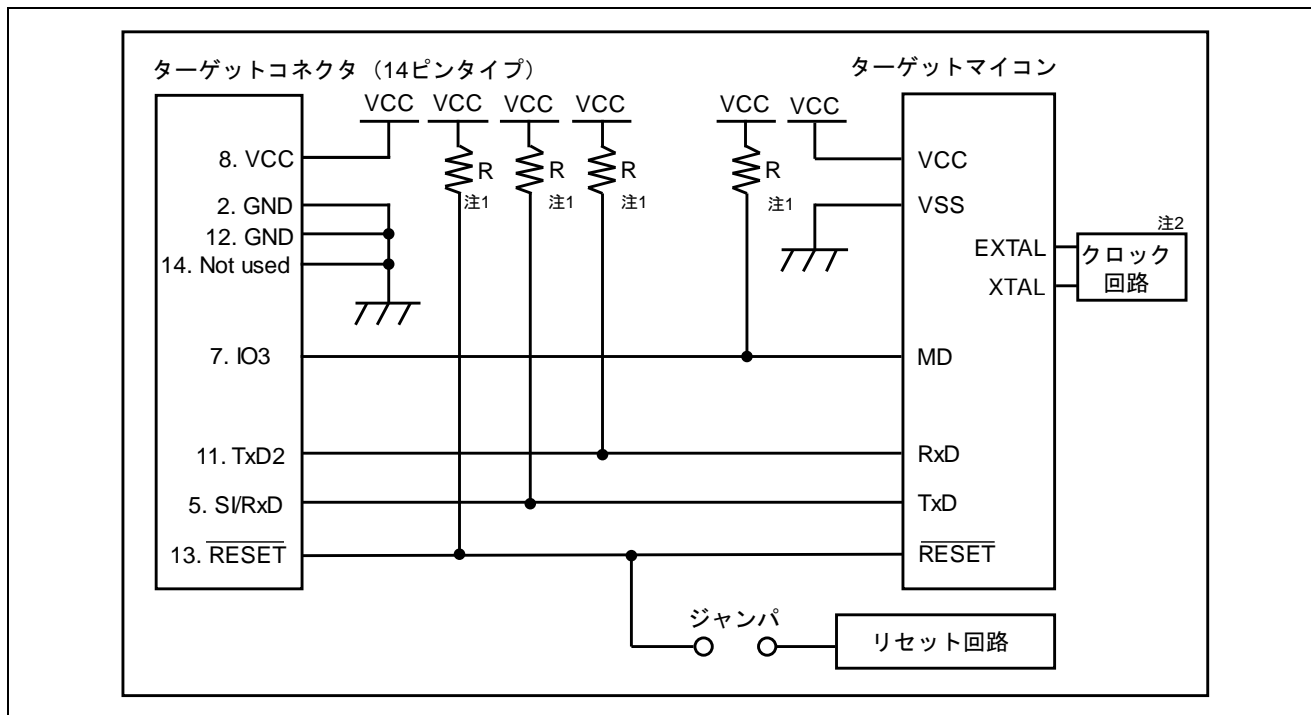 ターゲットコネクタ（14ピンタイプ）
ターゲットマイコン
VCC
VCC
VCC
VCC
VCC
VCC
8. VCC
R
注1
R
注1
R
注1
R
注1
VCC
2. GND
VSS
12. GND
14. Not used
注2
EXTAL
XTAL
クロック
回路
7. IO3
MD
11. TxD2
RxD
5. SI/RxD
TxD
13. RESET
RESET
ジャンパ
リセット回路